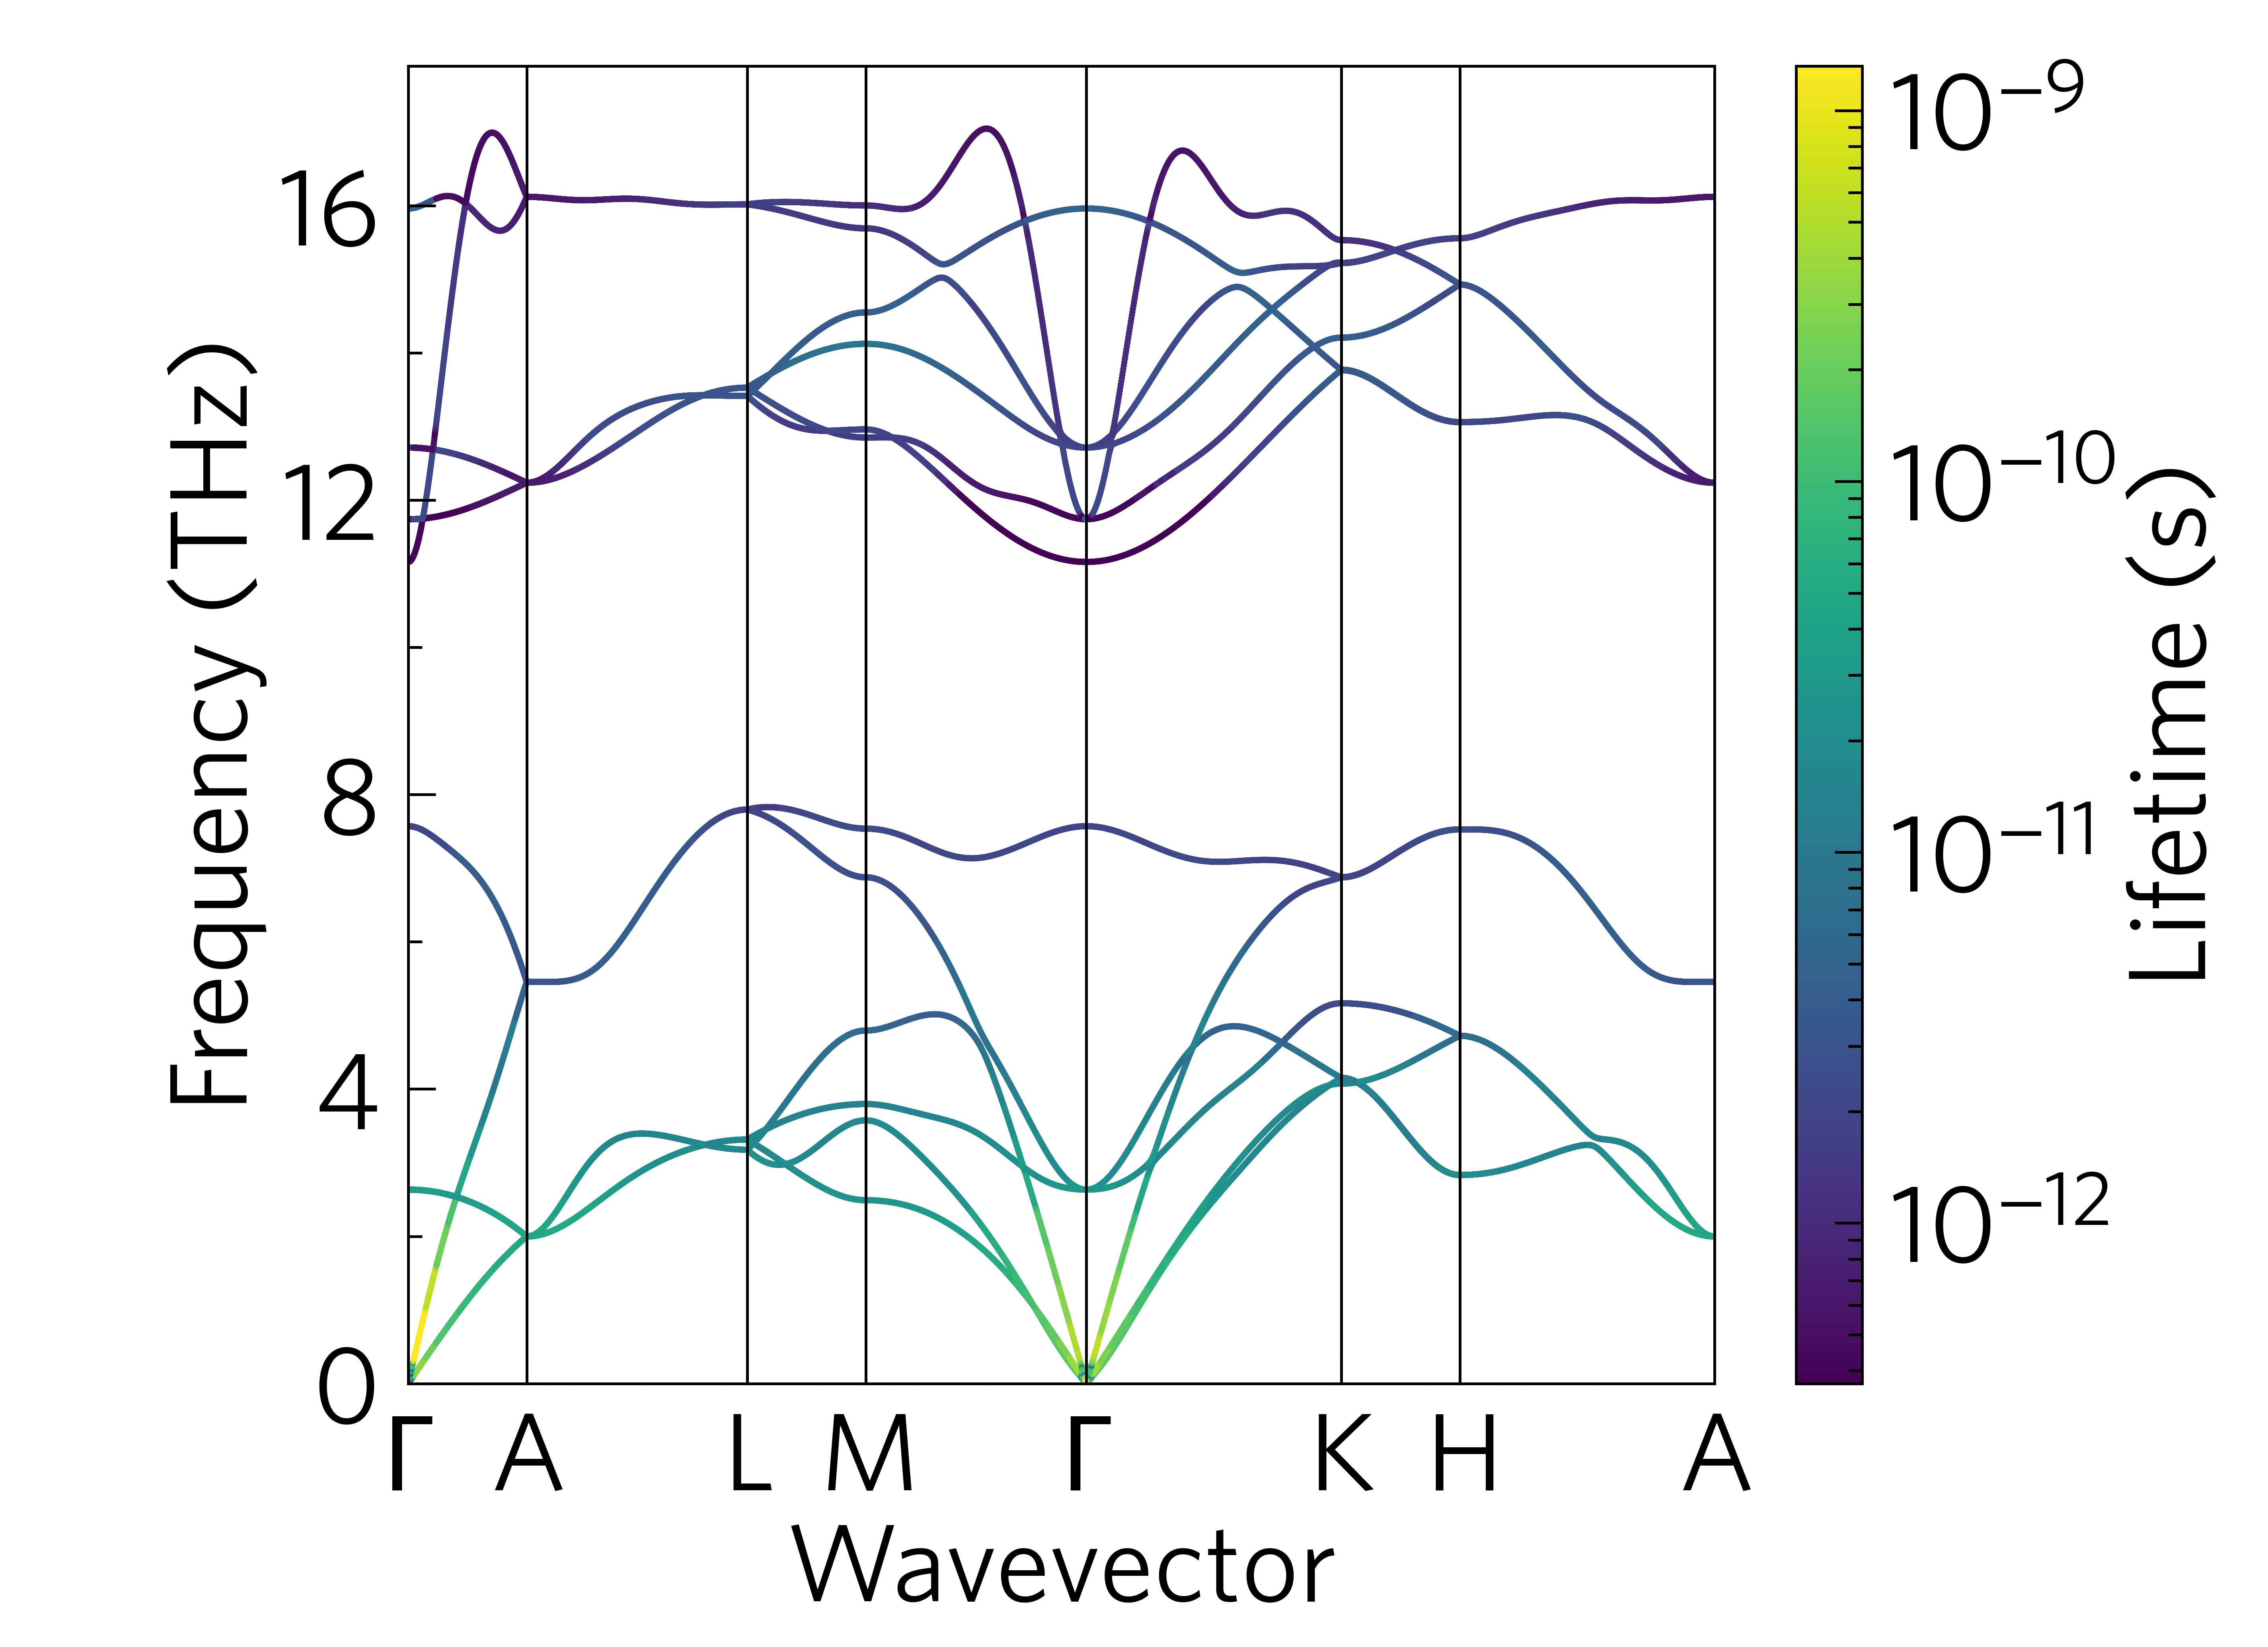 Frequency (THz)
16
12
8
4
0
Γ A L M Γ K H A
Wavevector
10⁻⁹
10⁻¹⁰
10⁻¹¹
10⁻¹²
Lifetime (s)